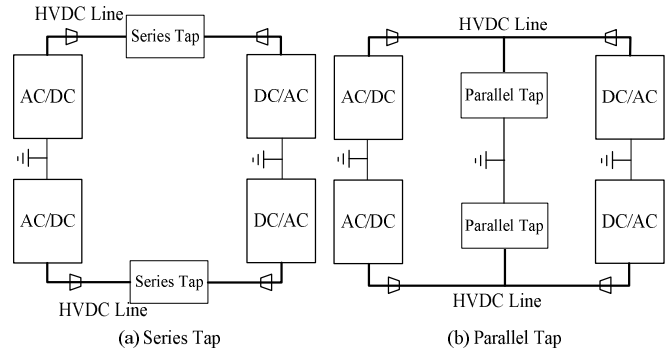 HVDC Line
Series Tap
AC/DC
DC/AC
AC/DC
DC/AC
Series Tap
HVDC Line
(a) Series Tap
HVDC Line
Parallel Tap
AC/DC
DC/AC
AC/DC
DC/AC
Parallel Tap
HVDC Line
(b) Parallel Tap